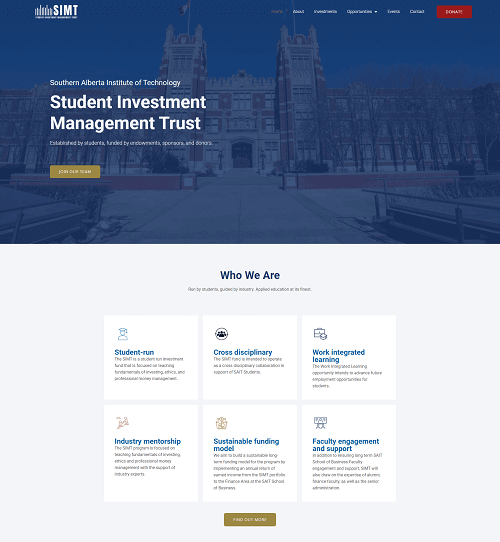 SIMT
STUDENT INVESTMENT MANAGEMENT TRUST
Home About Investments Opportunities Events Contact DONATE
Southern Alberta Institute of Technology
Student Investment
Management Trust
Established by students, funded by endowments, sponsors, and donors.
JOIN OUR TEAM
Who We Are
Run by students, guided by industry. Applied education at its finest.
Student-run
The SIMT is a student run investment
fund that is focused on teaching
fundamentals of investing, ethics, and
professional money management.
Cross disciplinary
The SIMT fund is intended to operate
as a cross disciplinary collaboration in
support of SAIT Students.
Work integrated
learning
The Work Integrated Learning
opportunity intends to advance future
employment opportunities for
students.
Industry mentorship
The SIMT program is focused on
teaching fundamentals of investing,
ethics and professional money
management with the support of
industry experts.
Sustainable funding
model
We aim to build a sustainable long-
term funding model for the program by
implementing an annual return of
earned income from the SIMT portfolio
to the Finance Area at the SAIT School
of Business.
Faculty engagement
and support
In addition to ensuring long term SAIT
School of Business Faculty
engagement and support, SIMT will
also draw on the expertise of alumni,
finance faculty, as well as the senior
administration.
FIND OUT MORE